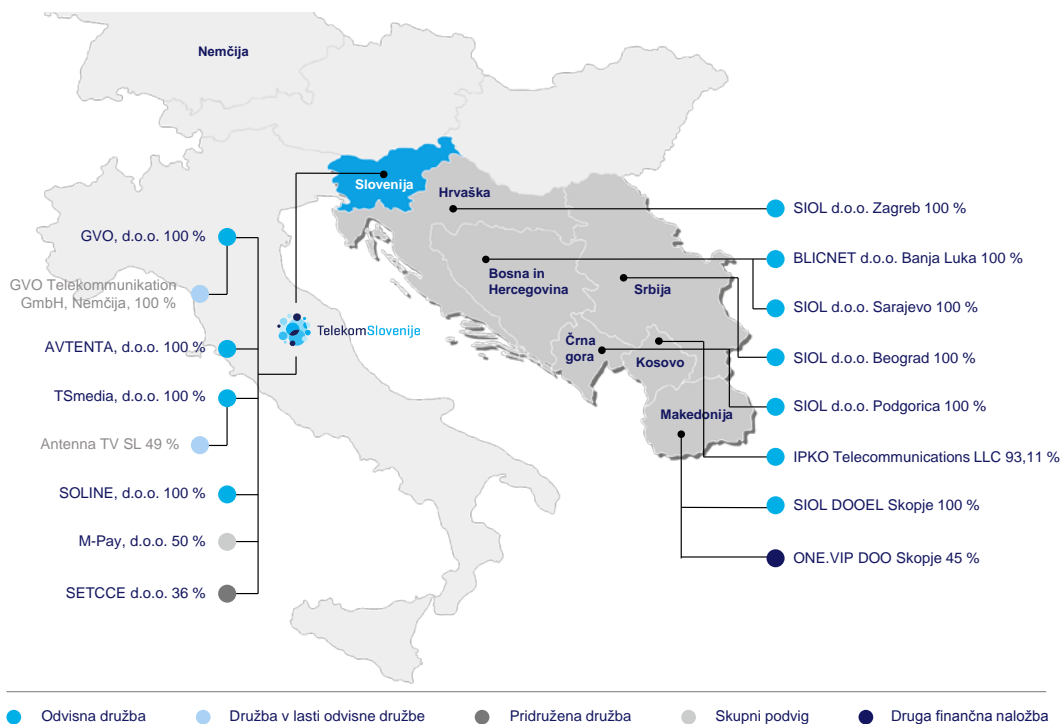 Nemčija
Slovenija
Hrvaška
Bosna in
Hercegovina
Srbija
Črna
gora
Kosovo
Makedonija
TelekomSlovenije
GVO, d.o.o. 100 %
GVO Telekommunikation
GmbH, Nemčija, 100 %
AVTENTA, d.o.o. 100 %
TSmedia, d.o.o. 100 %
Antenna TV SL 49 %
SOLINE, d.o.o. 100 %
M-Pay, d.o.o. 50 %
SETCCE d.o.o. 36 %
SIOL d.o.o. Zagreb 100 %
BLICNET d.o.o. Banja Luka 100 %
SIOL d.o.o. Sarajevo 100 %
SIOL d.o.o. Beograd 100 %
SIOL d.o.o. Podgorica 100 %
IPKO Telecommunications LLC 93,11 %
SIOL DOOEL Skopje 100 %
ONE.VIP DOO Skopje 45 %
Odvisna družba
Družba v lasti odvisne družbe
Pridružena družba
Skupni podvig
Druga finančna naložba